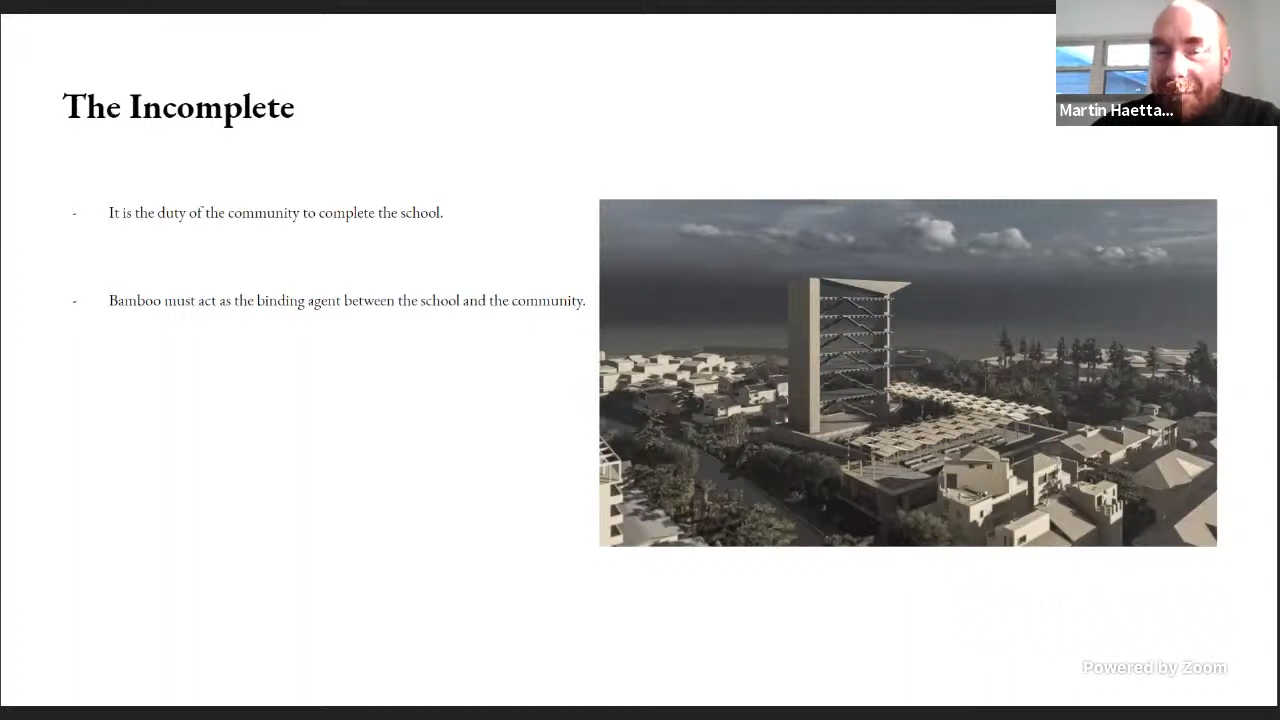 The Incomplete
Martin Haetta...
- It is the duty of the community to complete the school.
- Bamboo must act as the binding agent between the school and the community.
Powered by Zoom